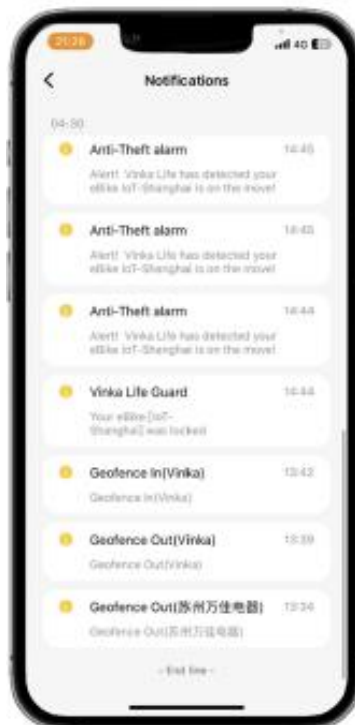 21:26
4G
Notifications
04-30
Anti-Theft alarm 14:45
Alert! Vinka Life has detected your
eBike IoT-Shanghai is on the move!
Anti-Theft alarm 14:45
Alert! Vinka Life has detected your
eBike IoT-Shanghai is on the move!
Anti-Theft alarm 14:44
Alert! Vinka Life has detected your
eBike IoT-Shanghai is on the move!
Vinka Life Guard 14:44
Your eBike [IoT-
Shanghai] was locked
Geofence In(Vinka) 13:42
Geofence In(Vinka)
Geofence Out(Vinka) 13:39
Geofence Out(Vinka)
Geofence Out(苏州万佳电器) 13:34
Geofence Out(苏州万佳电器)
- End line -